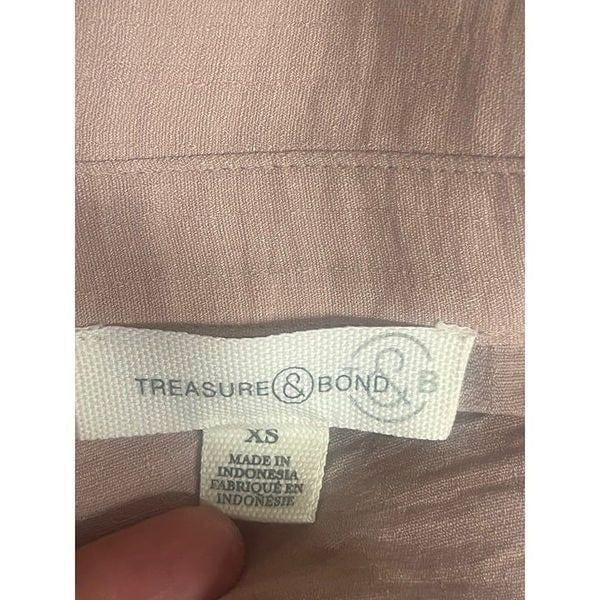 TREASURE & BOND & B
XS
MADE IN
INDONESIA
FABRIQUÉ EN
INDONÉSIE